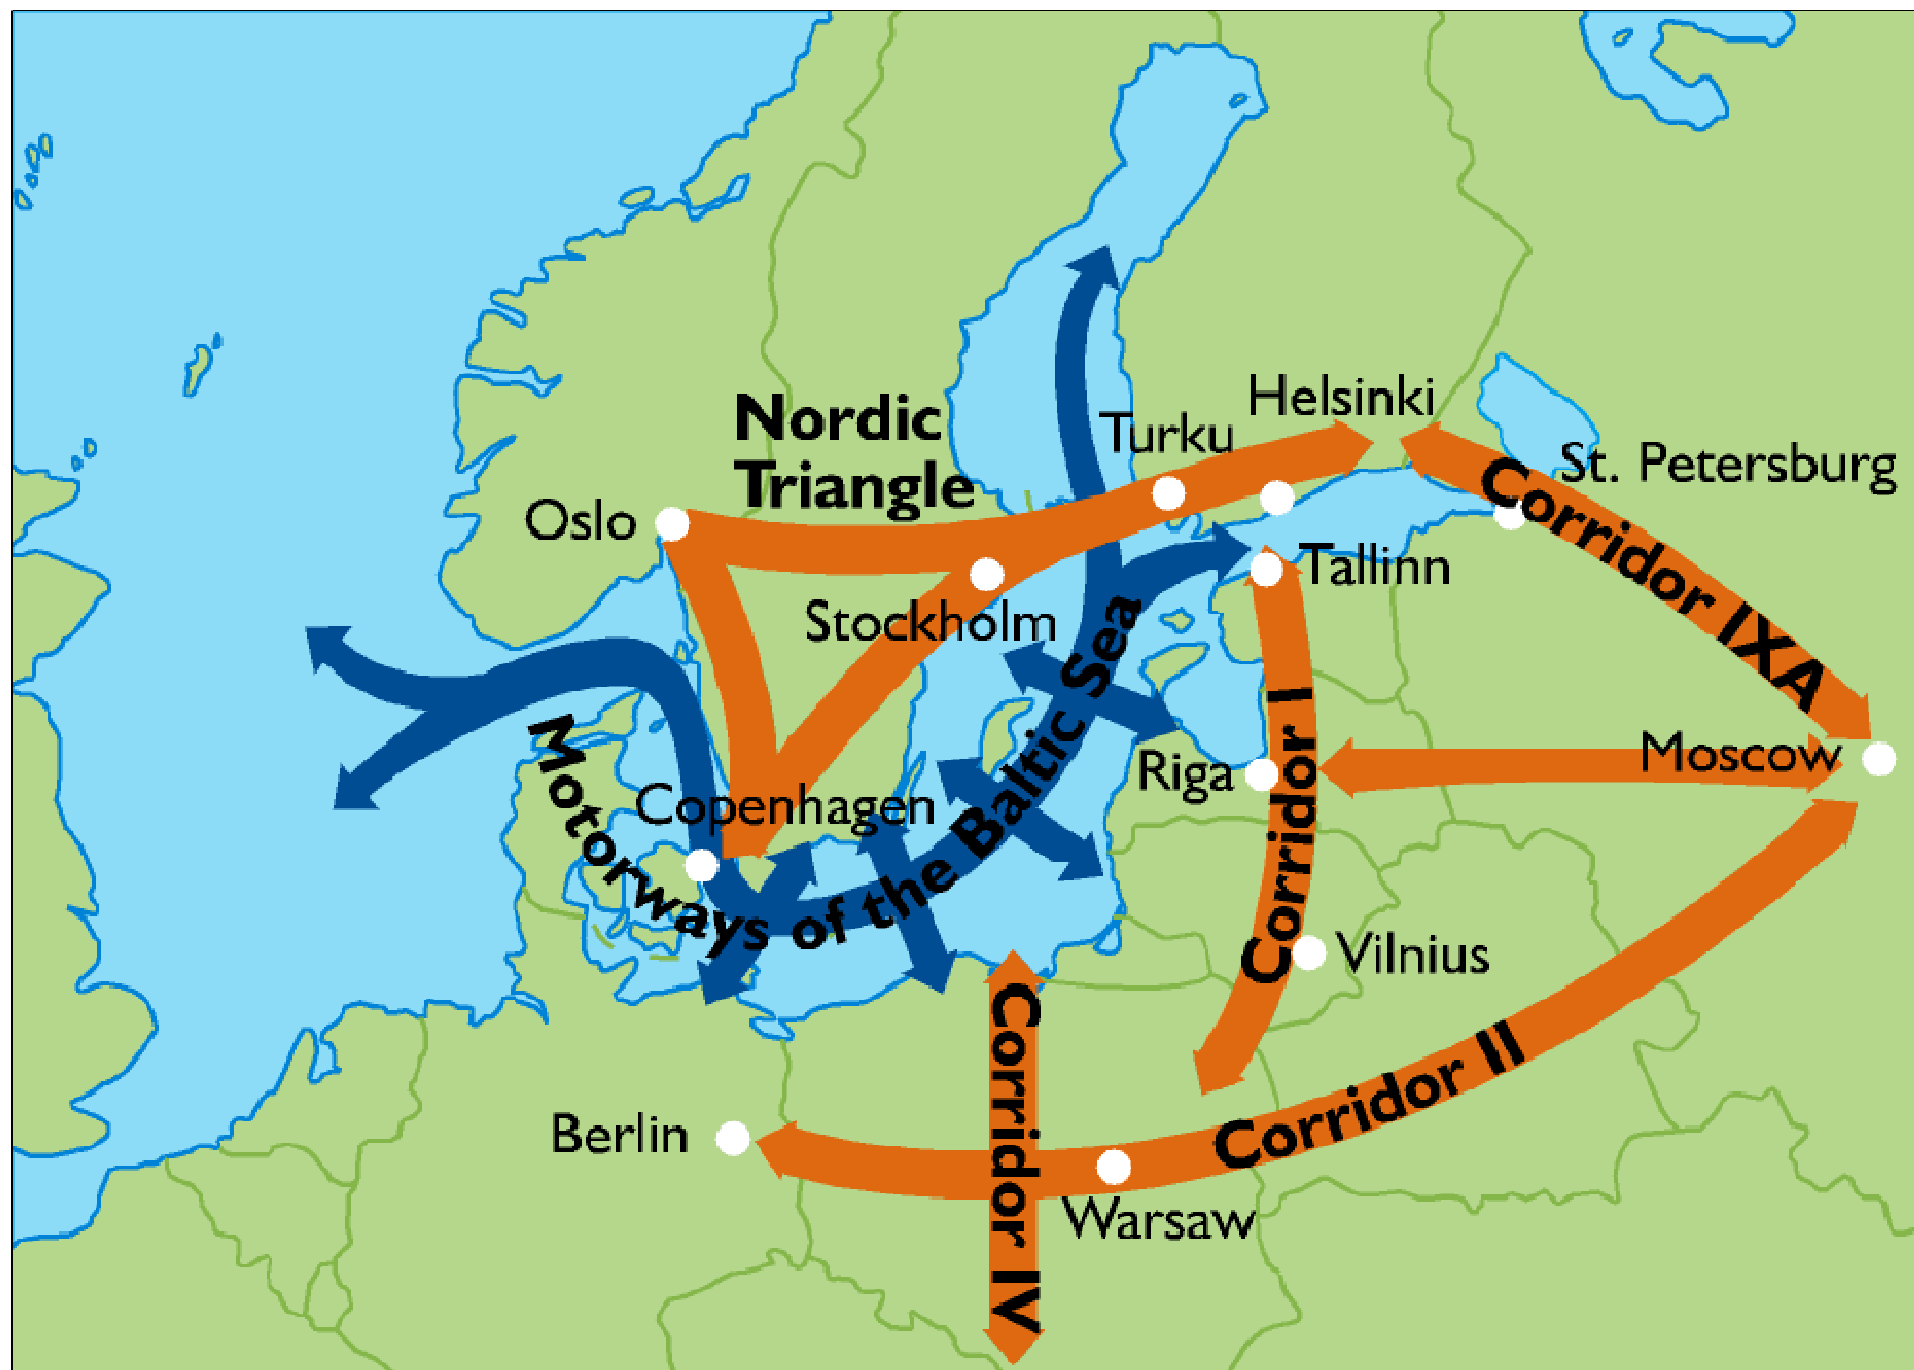 Nordic
Triangle
Helsinki
Turku
St. Petersburg
Oslo
Corridor IXA
Tallinn
Stockholm
Motorways of the Baltic Sea
Corridor I
Moscow
Riga
Copenhagen
Vilnius
Corridor IV
Corridor II
Berlin
Warsaw